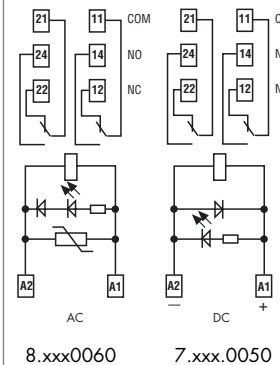 21 11 COM
24 14 NO
22 12 NC
A2 A1
AC
8.xxx0060
21 11
24 14
22 12
A2 A1
— +
DC
7.xxx.0050